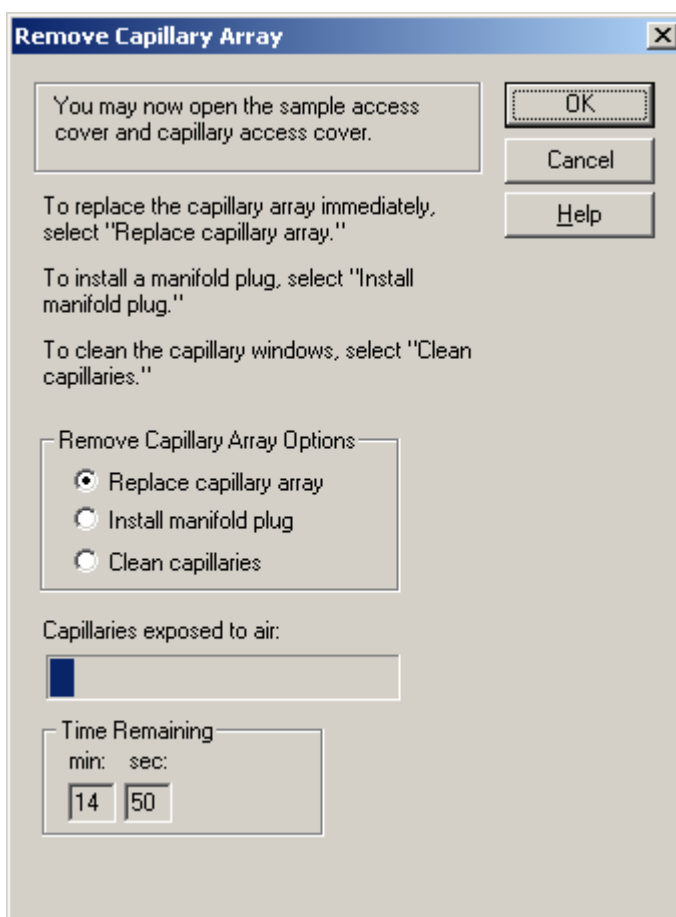 Remove Capillary Array
You may now open the sample access
cover and capillary access cover.
OK
Cancel
Help
To replace the capillary array immediately,
select "Replace capillary array."
To install a manifold plug, select "Install
manifold plug."
To clean the capillary windows, select "Clean
capillaries."
Remove Capillary Array Options
Replace capillary array
Install manifold plug
Clean capillaries
Capillaries exposed to air:
Time Remaining
min: sec:
14 50